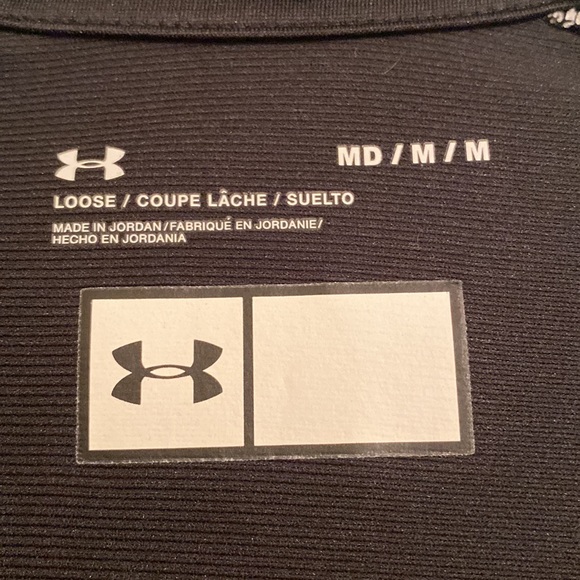 MD / M / M
LOOSE / COUPE LÂCHE / SUELTO
MADE IN JORDAN/FABRIQUÉ EN JORDANIE/
HECHO EN JORDANIA